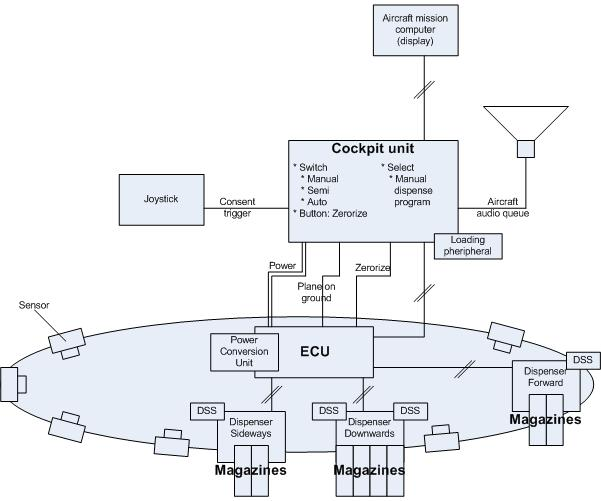 Aircraft mission
computer
(display)
Cockpit unit
* Switch
* Manual
* Semi
* Auto
* Button: Zerorize
* Select
* Manual
dispense
program
Joystick
Consent
trigger
Aircraft
audio queue
Loading
pheripheral
Power
Plane on
ground
Zerorize
Sensor
Power
Conversion
Unit
ECU
DSS
Dispenser
Forward
Magazines
DSS
Dispenser
Sideways
Magazines
DSS
DSS
Dispenser
Downwards
Magazines